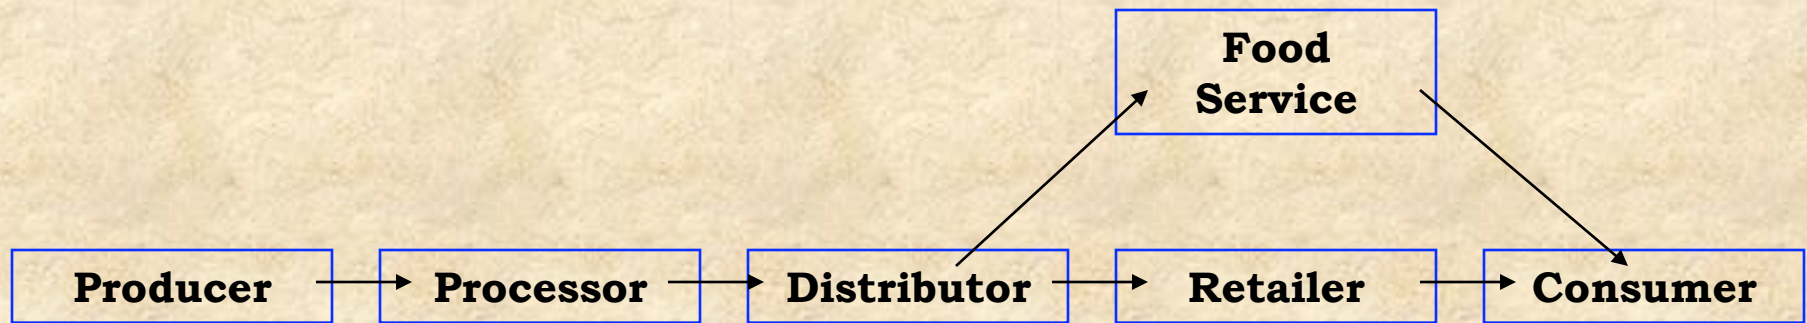 Food
Service
Producer
Processor
Distributor
Retailer
Consumer